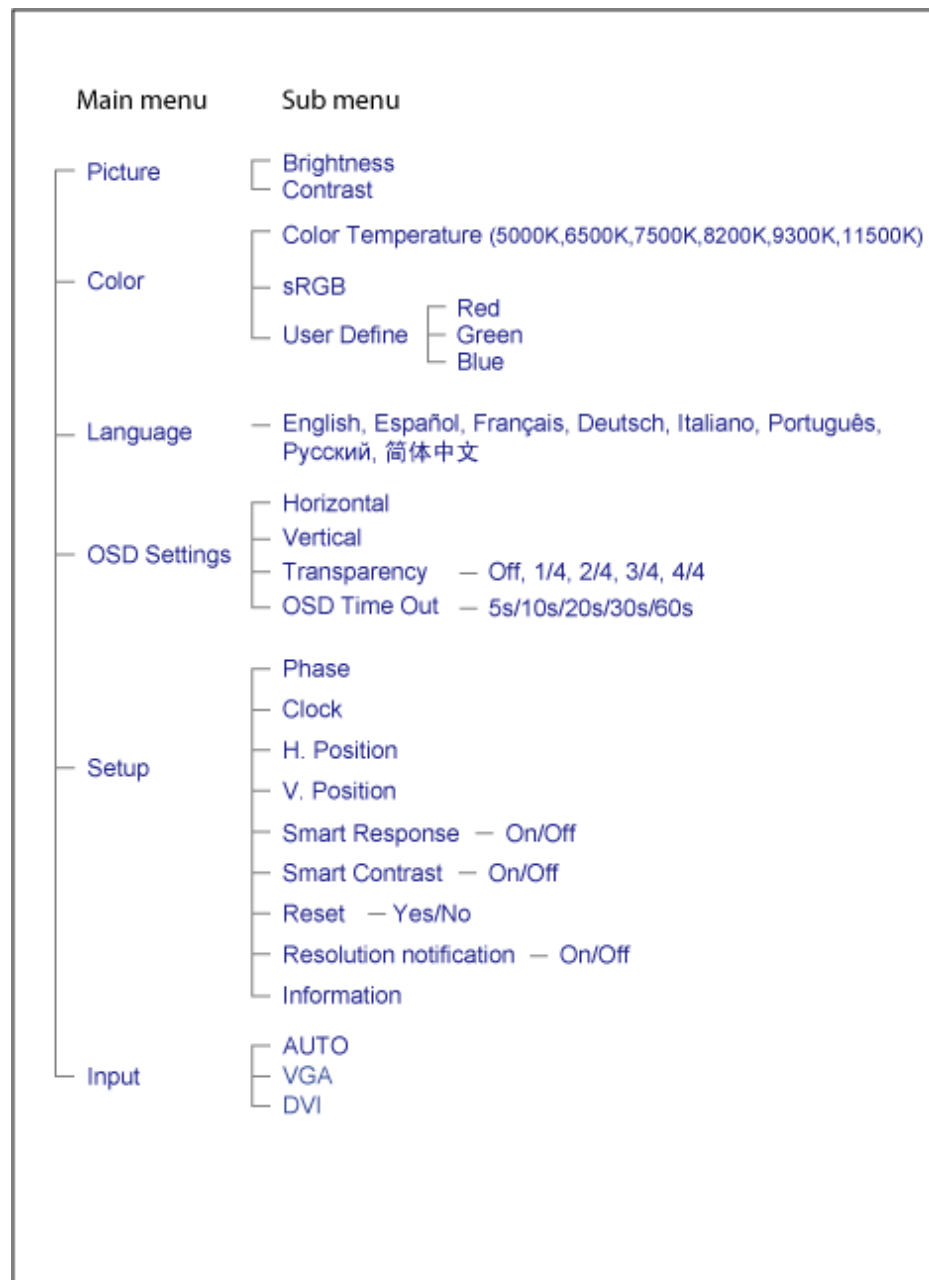 Main menu Sub menu
Picture Brightness
Contrast
Color Temperature (5000K,6500K,7500K,8200K,9300K,11500K)
Color sRGB
Red
User Define Green
Blue
Language English, Español, Français, Deutsch, Italiano, Português,
Русский, 简体中文
Horizontal
Vertical
OSD Settings
Transparency — Off, 1/4, 2/4, 3/4, 4/4
OSD Time Out — 5s/10s/20s/30s/60s
Phase
Clock
H. Position
Setup
V. Position
Smart Response — On/Off
Smart Contrast — On/Off
Reset — Yes/No
Resolution notification — On/Off
Information
AUTO
Input VGA
DVI